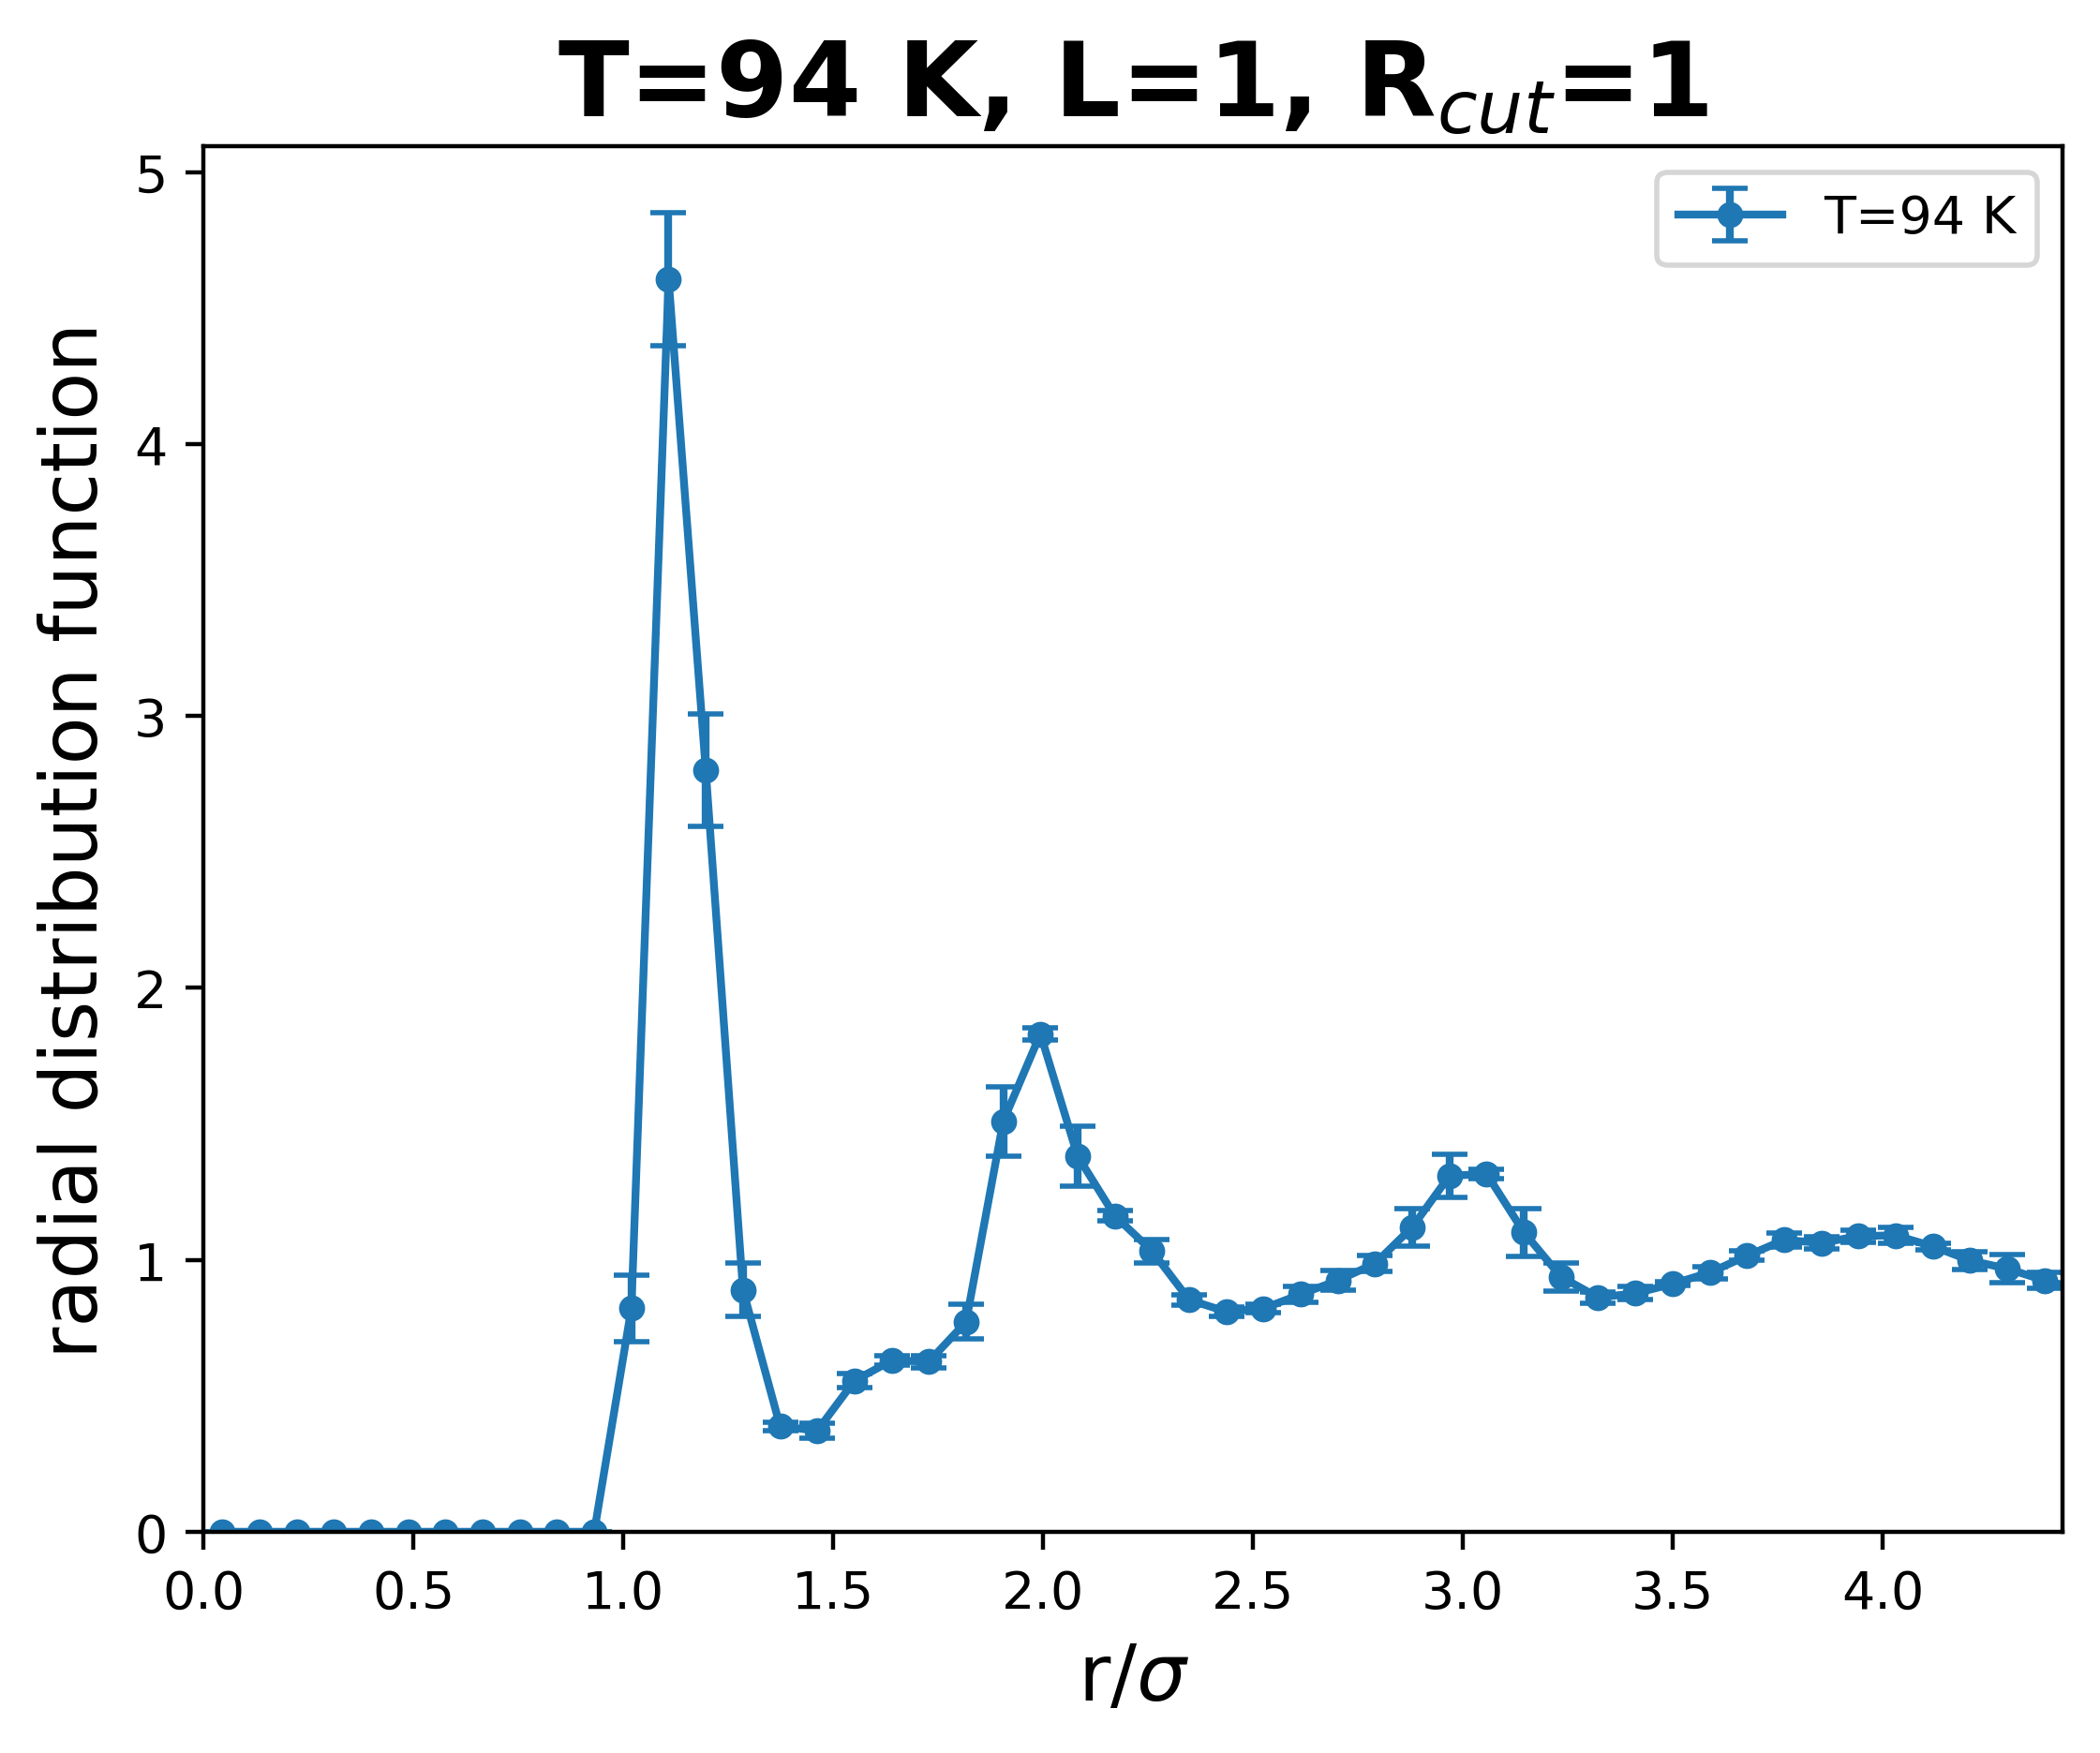 T=94 K, L=1, R_cut=1
T=94 K
radial distribution function
5
4
3
2
1
0
0.0 0.5 1.0 1.5 2.0 2.5 3.0 3.5 4.0
r/σ